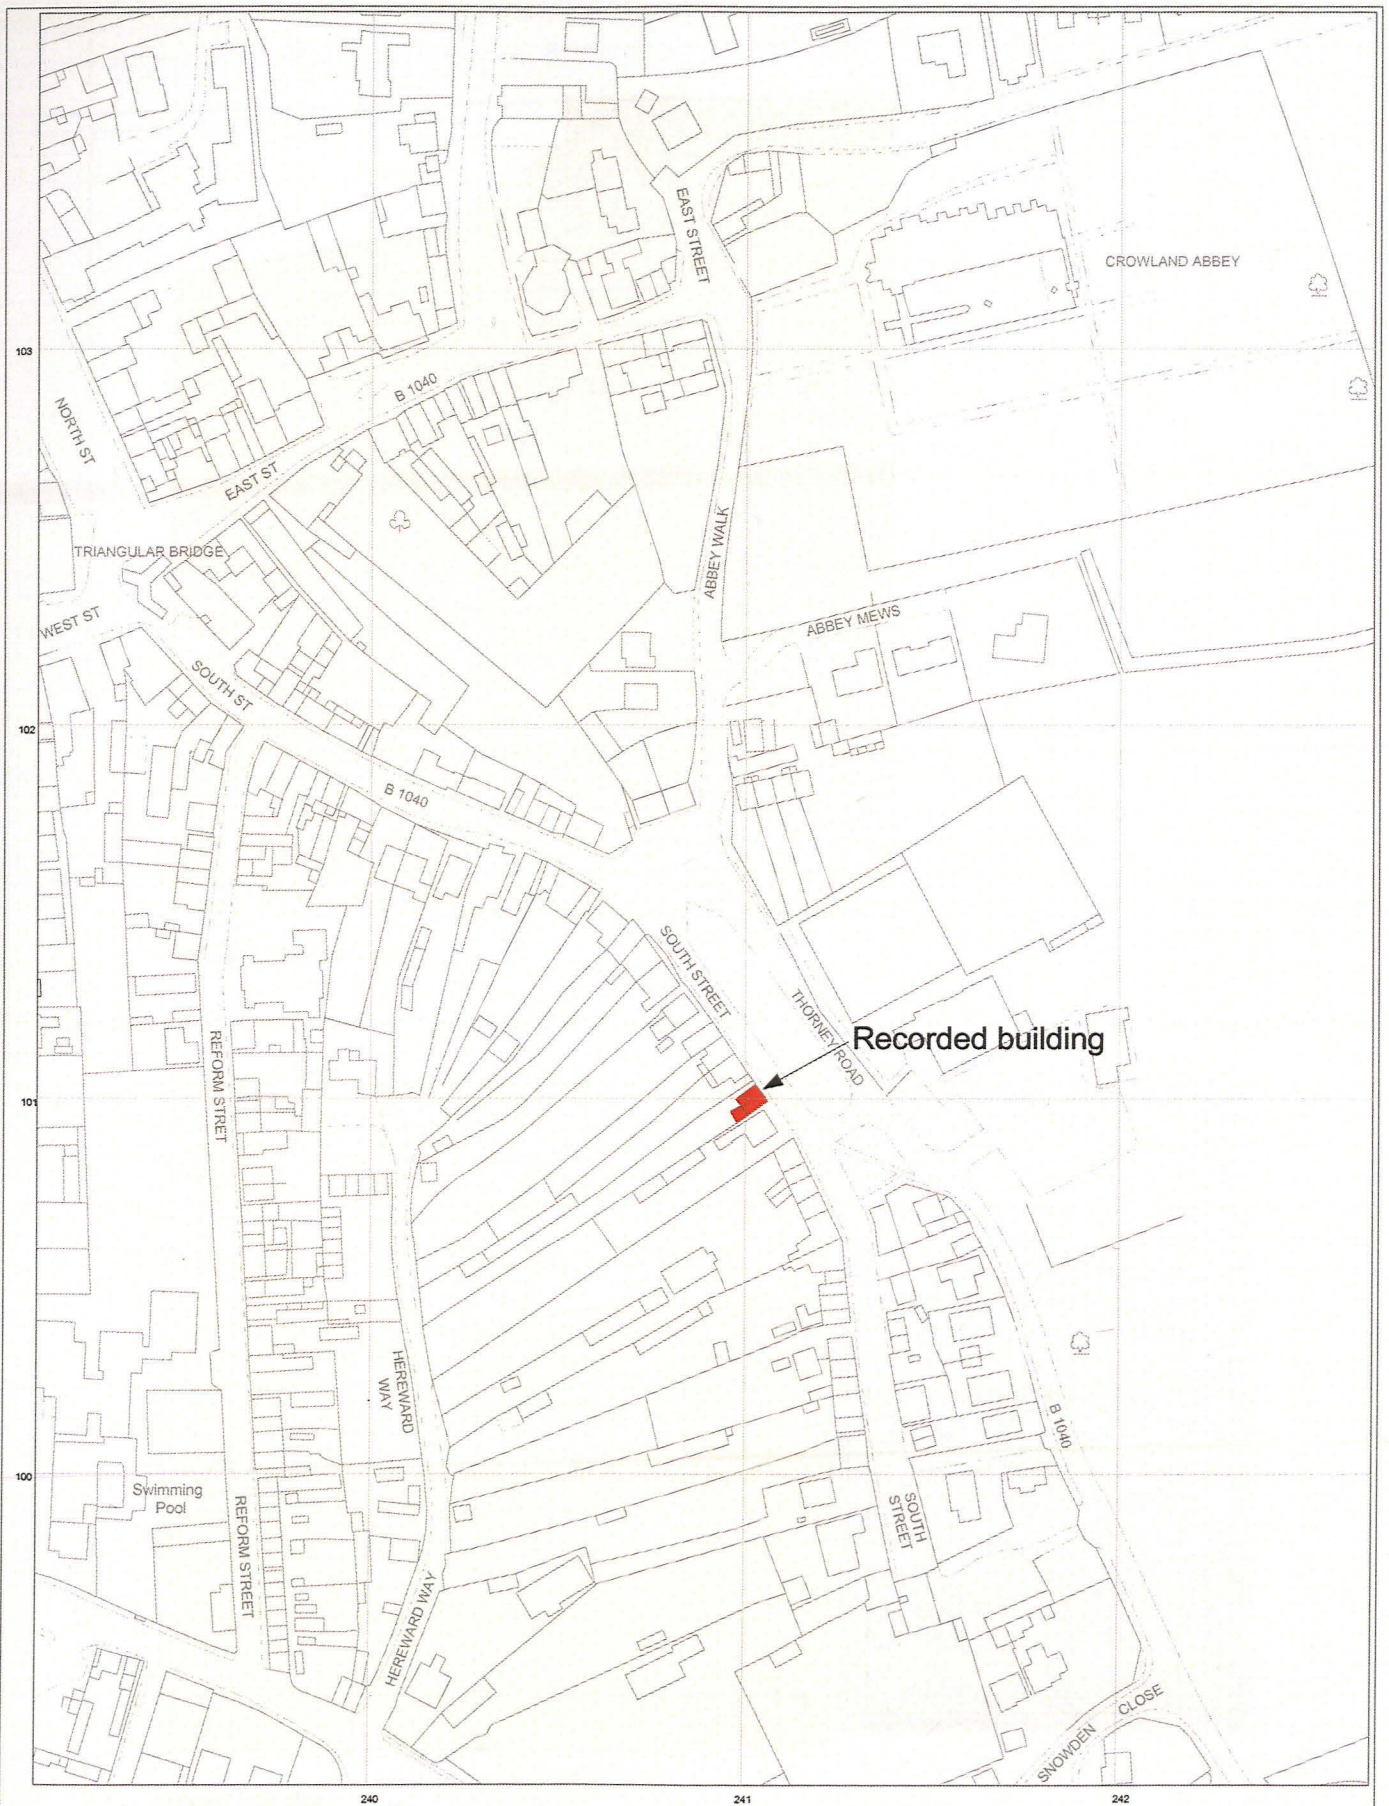 EAST STREET
CROWLAND ABBEY
103
B 1040
NORTH ST
EAST ST
ABBEY WALK
TRIANGULAR BRIDGE
WEST ST
ABBEY MEWS
SOUTH ST
102
B 1040
SOUTH STREET
THORNEY ROAD
Recorded building
REFORM STRET
101
HEREWARD
WAY
B 1040
100
Swimming
Pool
REFORM STREET
SOUTH
STREET
HEREWARD WAY
SNOWDEN CLOSE
240
241
242